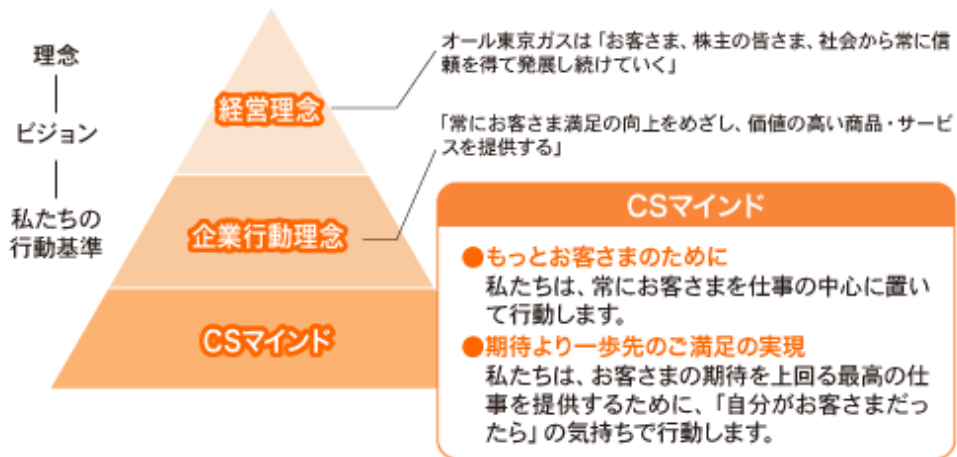 理念
ビジョン
私たちの
行動基準
経営理念
企業行動理念
CSマインド
オール東京ガスは「お客さま、株主の皆さま、社会から常に信
頼を得て発展し続けていく」
「常にお客さま満足の向上をめざし、価値の高い商品・サービ
スを提供する」
CSマインド
●もっとお客さまのために
私たちは、常にお客さまを仕事の中心に置い
て行動します。
●期待より一歩先のご満足の実現
私たちは、お客さまの期待を上回る最高の仕
事を提供するために、「自分がお客さまだっ
たら」の気持ちで行動します。